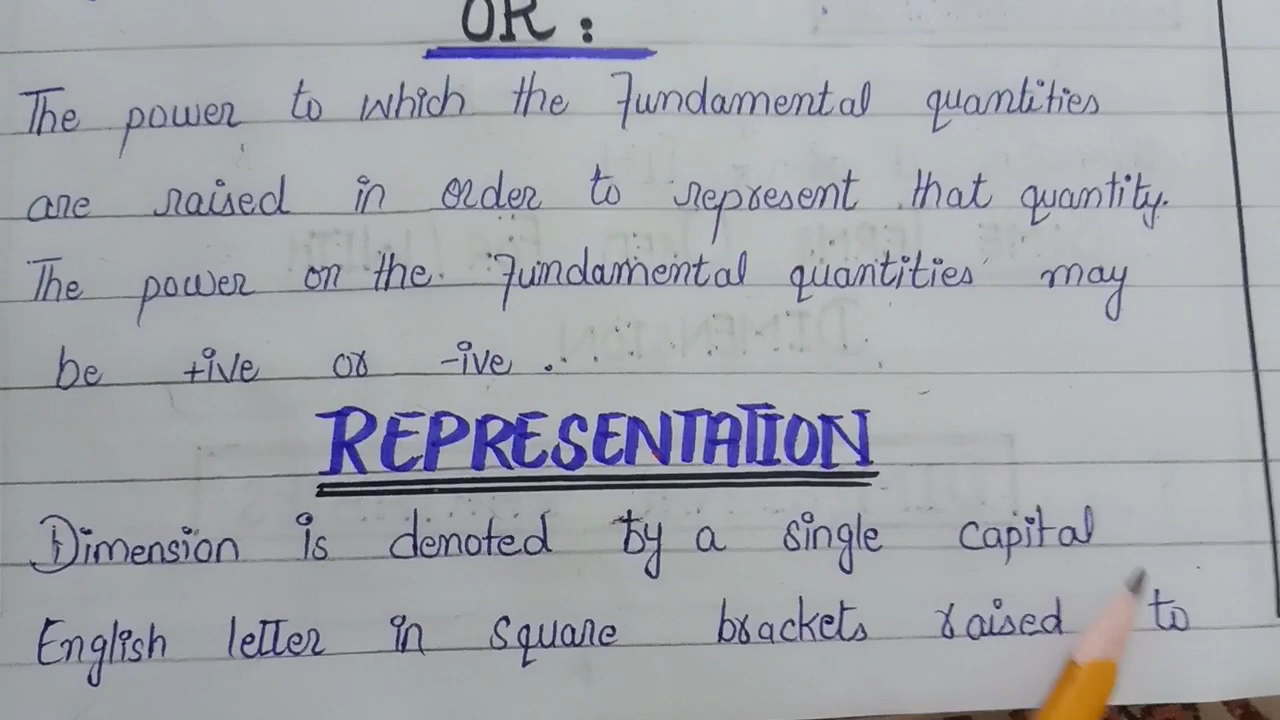 OR :
The power to which the Fundamental quantities
are raised in order to represent that quantity.
The power on the Fundamental quantities may
be +ive or -ive .
REPRESENTATION
Dimension is denoted by a single capital
English letter in square brackets raised to